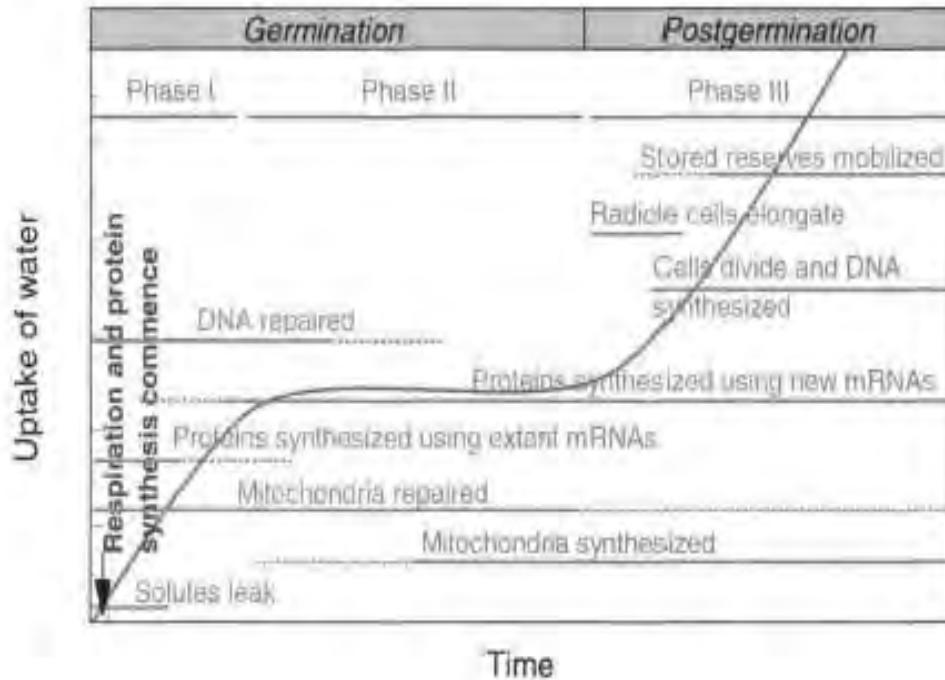 Germination Postgermination
Phase I Phase II Phase III
Stored reserves mobilized
Radicle cells elongate
Cells divide and DNA
synthesized
DNA repaired
Proteins synthesized using new mRNAs
Proteins synthesized using extant mRNAs
Mitochondria repaired
Mitochondria synthesized
Solutes leak
Respiration and protein
synthesis commence
Uptake of water
Time